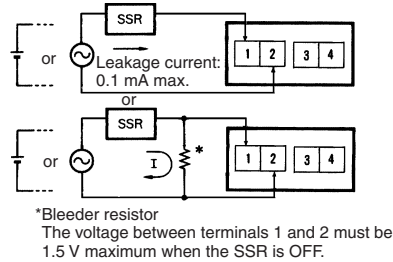 SSR
or
Leakage current:
0.1 mA max.
1 2 3 4
or
SSR
or
I
*
1 2 3 4
*Bleeder resistor
The voltage between terminals 1 and 2 must be
1.5 V maximum when the SSR is OFF.